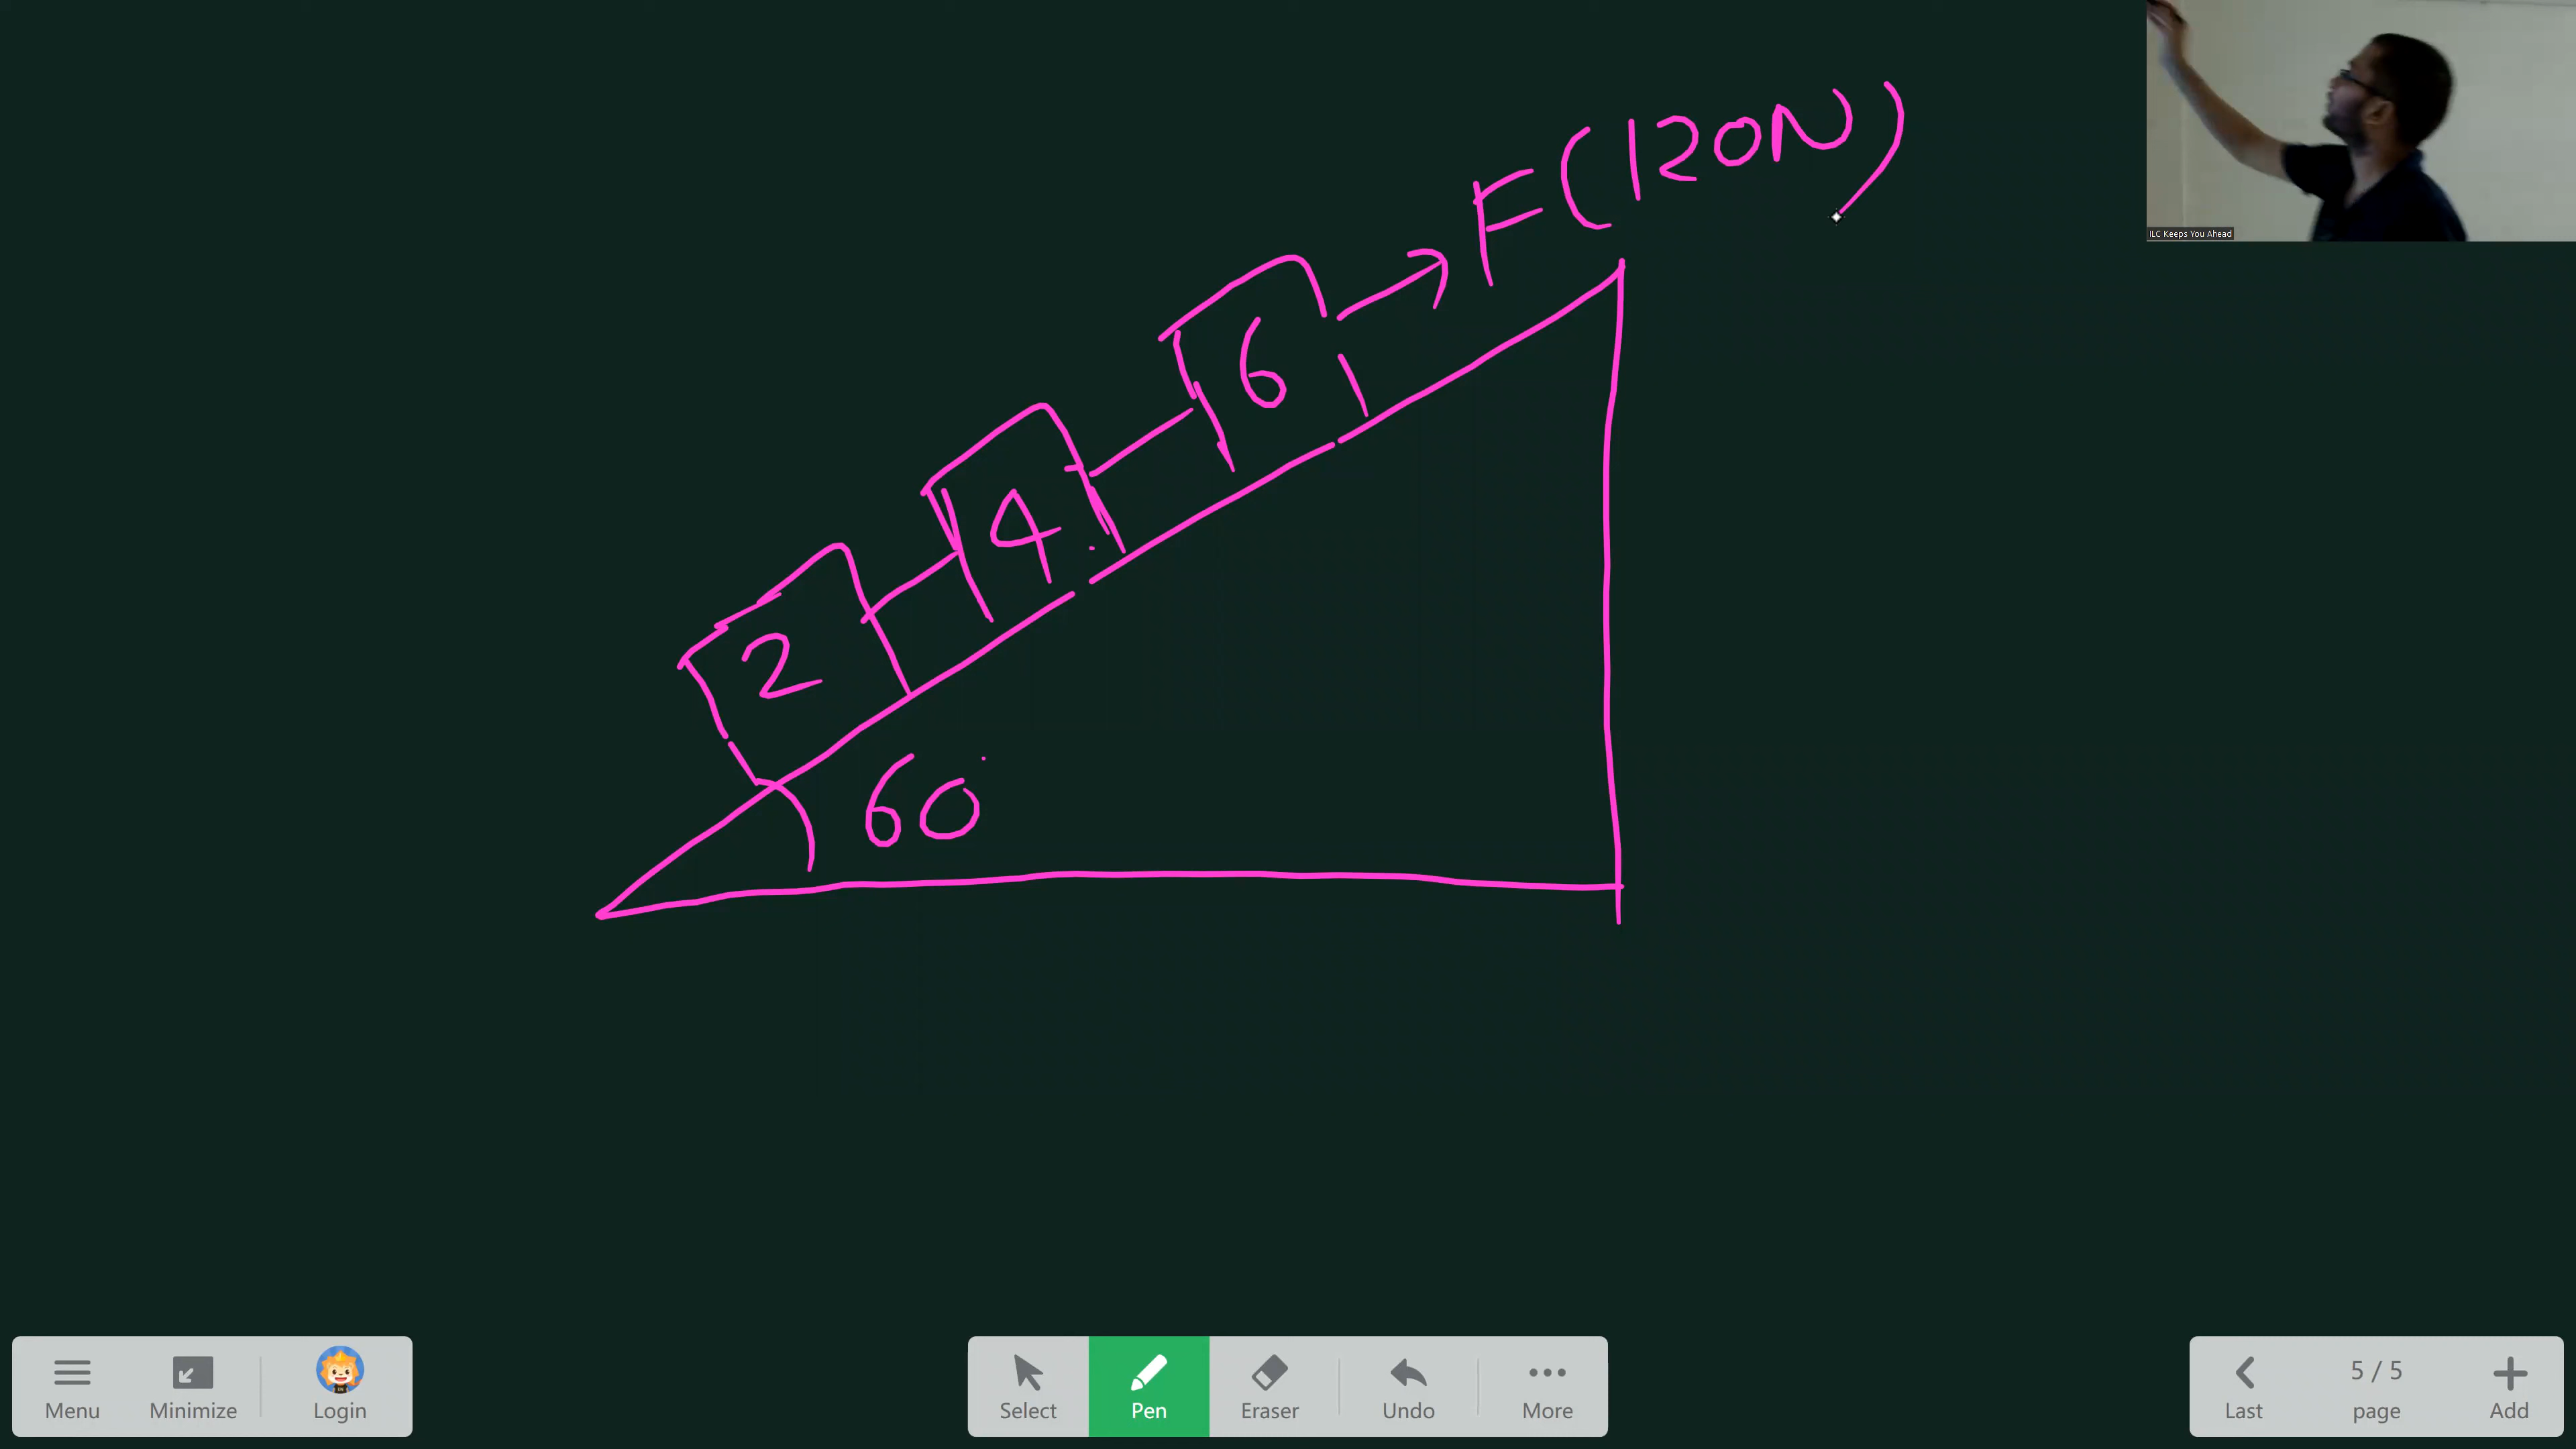 F(120N)
ILC Keeps You Ahead
6
4
2
60°
Menu
Minimize
Login
Select
Pen
Eraser
Undo
More
Last
5 / 5
page
Add